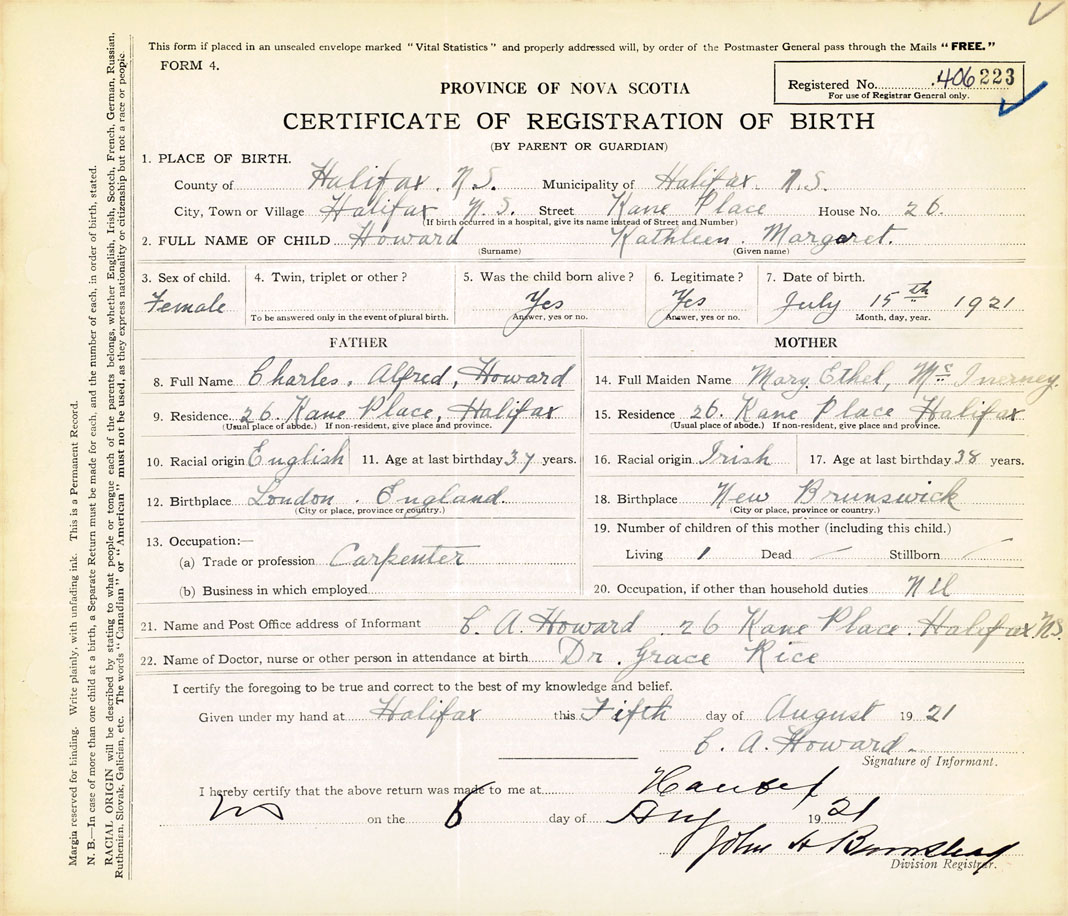 This form if placed in an unsealed envelope marked "Vital Statistics" and properly addressed will, by order of the Postmaster General pass through the Mails "FREE."
FORM 4.
Registered No. 406223
For use of Registrar General only.
PROVINCE OF NOVA SCOTIA
CERTIFICATE OF REGISTRATION OF BIRTH
(BY PARENT OR GUARDIAN)
1. PLACE OF BIRTH.
County of Halifax. N.S. Municipality of Halifax. N.S.
City, Town or Village Halifax N.S. Street Kane Place House No. 26.
(If birth occurred in a hospital, give its name instead of Street and Number)
2. FULL NAME OF CHILD Howard Kathleen. Margaret.
(Surname) (Given name)
3. Sex of child. 4. Twin, triplet or other? 5. Was the child born alive? 6. Legitimate? 7. Date of birth.
Female Yes Yes July 15th 1921
To be answered only in the event of plural birth. Answer, yes or no. Answer, yes or no. Month, day, year.
FATHER
8. Full Name Charles. Alfred, Howard
9. Residence 26. Kane Place, Halifax
(Usual place of abode.) If non-resident, give place and province.
10. Racial origin English 11. Age at last birthday 37 years.
12. Birthplace London. England.
(City or place, province or country.)
13. Occupation:—
(a) Trade or profession Carpenter
(b) Business in which employed
MOTHER
14. Full Maiden Name Mary Ethel, Mc Inerney.
15. Residence 26. Kane Place Halifax
(Usual place of abode.) If non-resident, give place and province.
16. Racial origin Irish 17. Age at last birthday 38 years.
18. Birthplace New Brunswick
(City or place, province or country.)
19. Number of children of this mother (including this child.)
Living 1 Dead — Stillborn —
20. Occupation, if other than household duties Nil
21. Name and Post Office address of Informant C. A. Howard. 26 Kane Place. Halifax N.S.
22. Name of Doctor, nurse or other person in attendance at birth Dr. Grace Rice
I certify the foregoing to be true and correct to the best of my knowledge and belief.
Given under my hand at Halifax this Fifth day of August 1921
C. A. Howard.
Signature of Informant.
I hereby certify that the above return was made to me at
NS on the 6 day of Aug 1921
John H
Division Registrar.
Margin reserved for binding. Write plainly, with unfading ink. This is a Permanent Record.
N. B.—In case of more than one child at a birth, a Separate Return must be made for each, and the number of each, in order of birth, stated.
RACIAL ORIGIN will be described by stating to what people or tongue each of the parents belongs, whether English, Irish, Scotch, French, German, Russian,
Ruthenian, Slovak, Galician, etc. The words "Canadian" or "American" must not be used, as they express nationality or citizenship but not a race or people.